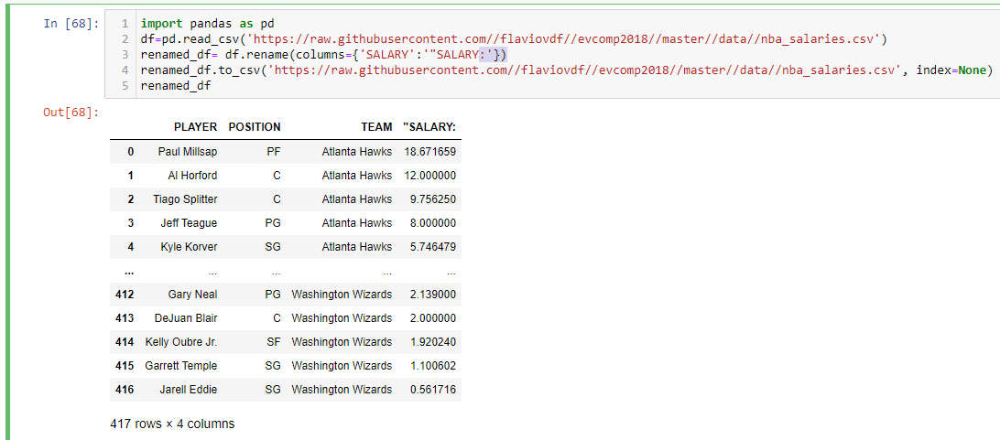 In [68]:
1 import pandas as pd
2 df=pd.read_csv('https://raw.githubusercontent.com//flaviovdf//evcomp2018//master//data//nba_salaries.csv')
3 renamed_df= df.rename(columns={'SALARY':'"SALARY:'})
4 renamed_df.to_csv('https://raw.githubusercontent.com//flaviovdf//evcomp2018//master//data//nba_salaries.csv', index=None)
5 renamed_df
Out[68]:
PLAYER POSITION TEAM "SALARY:
0 Paul Millsap PF Atlanta Hawks 18.671659
1 Al Horford C Atlanta Hawks 12.000000
2 Tiago Splitter C Atlanta Hawks 9.756250
3 Jeff Teague PG Atlanta Hawks 8.000000
4 Kyle Korver SG Atlanta Hawks 5.746479
... ... ... ... ...
412 Gary Neal PG Washington Wizards 2.139000
413 DeJuan Blair C Washington Wizards 2.000000
414 Kelly Oubre Jr. SF Washington Wizards 1.920240
415 Garrett Temple SG Washington Wizards 1.100602
416 Jarell Eddie SG Washington Wizards 0.561716
417 rows × 4 columns